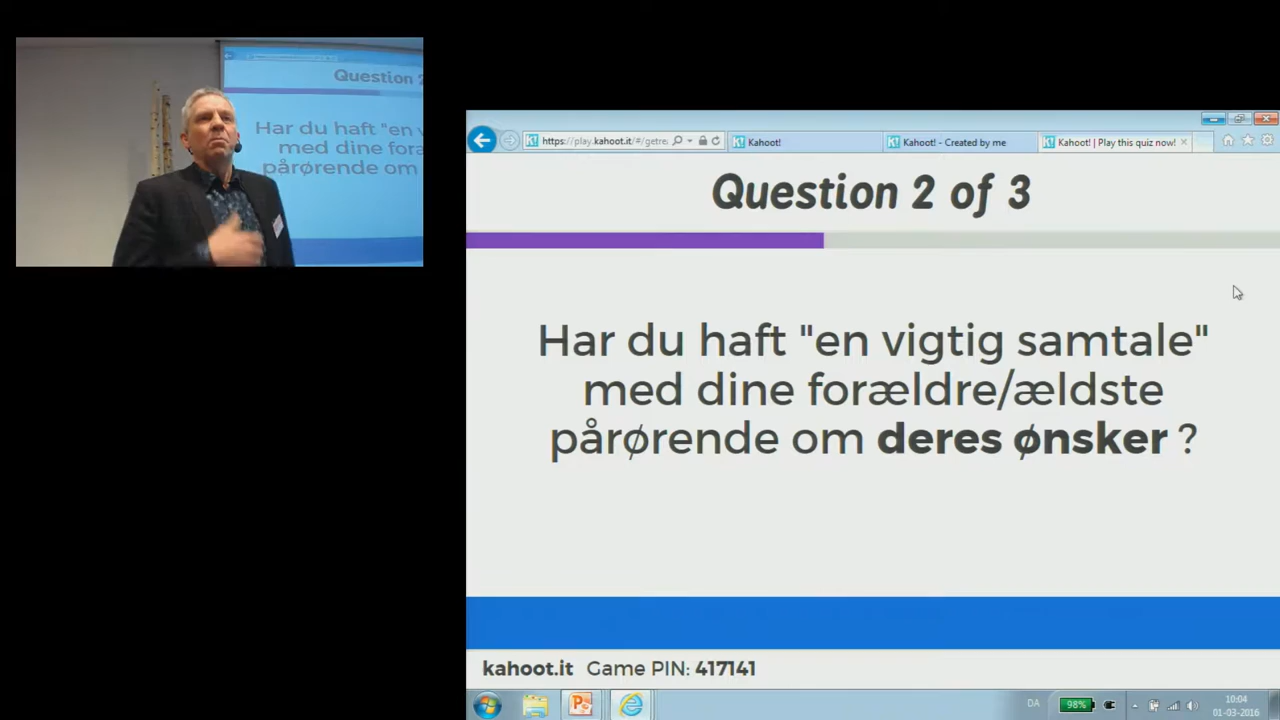 Question 2
Har du haft "en v
med dine foræ
pårørende om
https://play.kahoot.it/#/getre
Kahoot!
Kahoot! - Created by me
Kahoot! | Play this quiz now!
Question 2 of 3
Har du haft "en vigtig samtale"
med dine forældre/ældste
pårørende om deres ønsker ?
kahoot.it Game PIN: 417141
DA
98%
10:04
01-03-2016